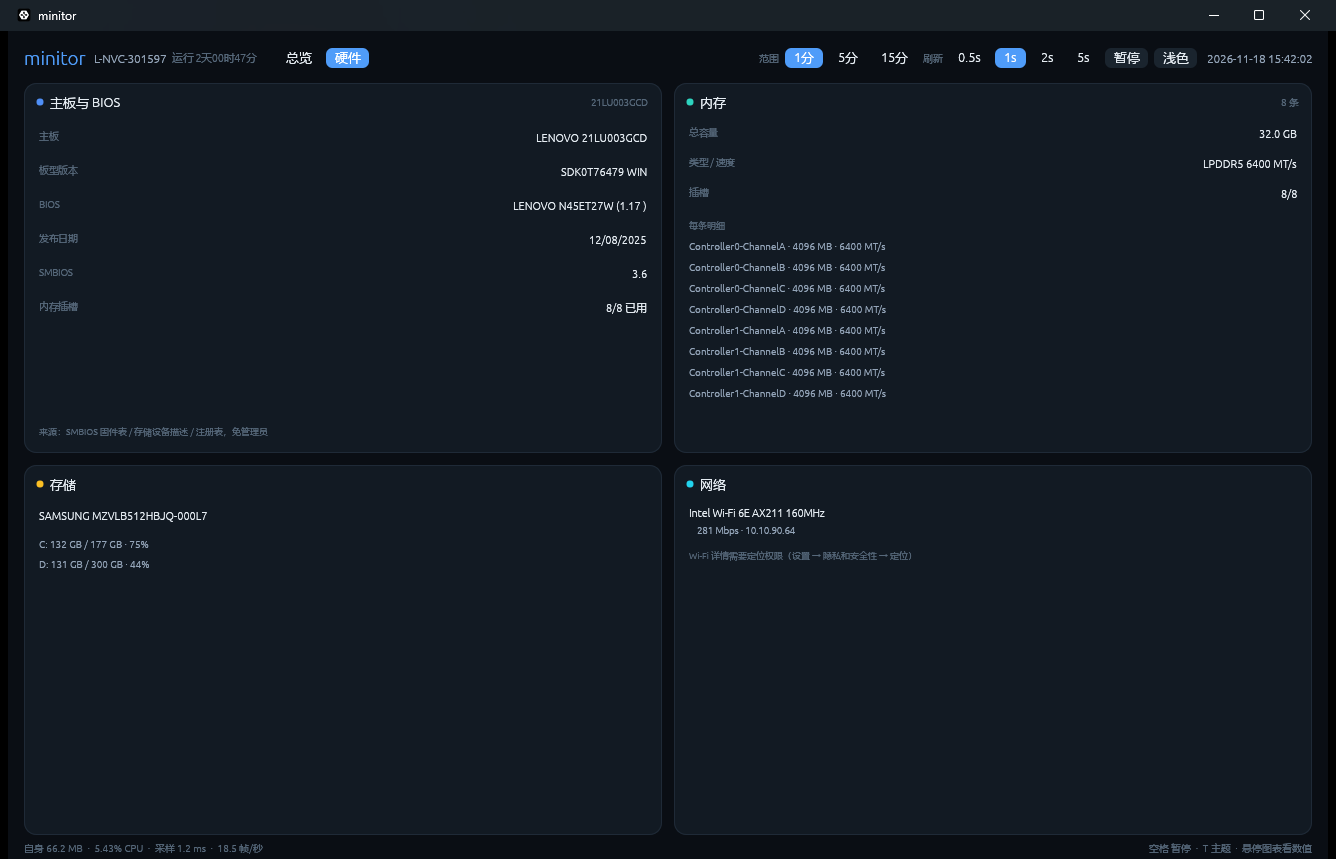 minitor
minitor L-NVC-301597 运行 2天00时47分 总览 硬件 范围 1分 5分 15分 刷新 0.5s 1s 2s 5s 暂停 浅色 2026-11-18 15:42:02
主板与 BIOS 21LU003GCD
主板 LENOVO 21LU003GCD
板型版本 SDK0T76479 WIN
BIOS LENOVO N45ET27W (1.17 )
发布日期 12/08/2025
SMBIOS 3.6
内存插槽 8/8 已用
来源：SMBIOS 固件表 / 存储设备描述 / 注册表，免管理员
内存 8 条
总容量 32.0 GB
类型 / 速度 LPDDR5 6400 MT/s
插槽 8/8
每条明细
Controller0-ChannelA · 4096 MB · 6400 MT/s
Controller0-ChannelB · 4096 MB · 6400 MT/s
Controller0-ChannelC · 4096 MB · 6400 MT/s
Controller0-ChannelD · 4096 MB · 6400 MT/s
Controller1-ChannelA · 4096 MB · 6400 MT/s
Controller1-ChannelB · 4096 MB · 6400 MT/s
Controller1-ChannelC · 4096 MB · 6400 MT/s
Controller1-ChannelD · 4096 MB · 6400 MT/s
存储
SAMSUNG MZVLB512HBJQ-000L7
C: 132 GB / 177 GB · 75%
D: 131 GB / 300 GB · 44%
网络
Intel Wi-Fi 6E AX211 160MHz
281 Mbps · 10.10.90.64
Wi-Fi 详情需要定位权限（设置 → 隐私和安全性 → 定位）
自身 66.2 MB · 5.43% CPU · 采样 1.2 ms · 18.5 帧/秒
空格 暂停 · T 主题 · 悬停图表看数值